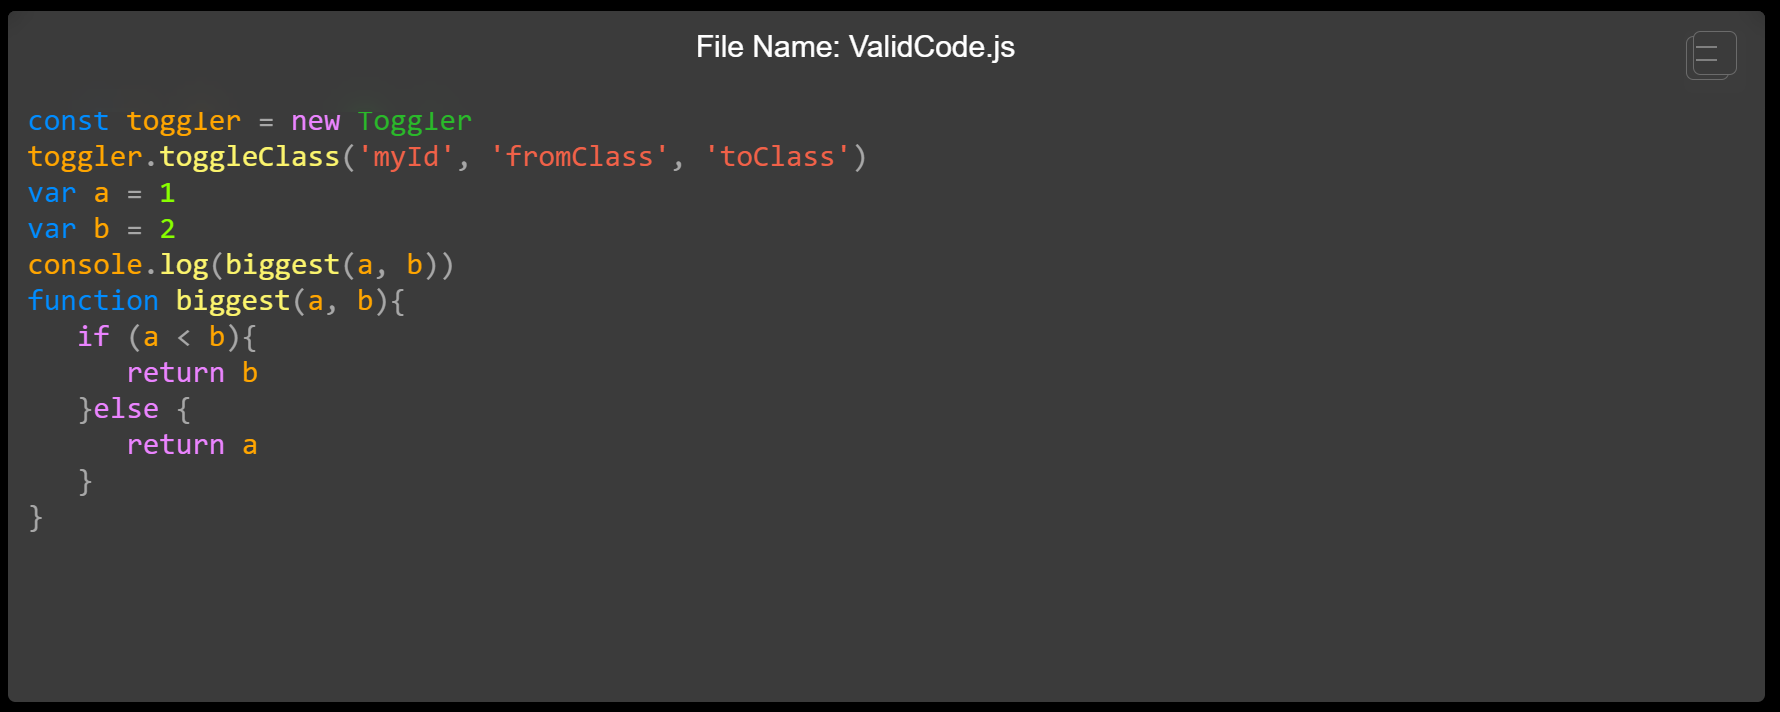 File Name: ValidCode.js
const toggler = new Toggler
toggler.toggleClass('myId', 'fromClass', 'toClass')
var a = 1
var b = 2
console.log(biggest(a, b))
function biggest(a, b){
   if (a < b){
      return b
   }else {
      return a
   }
}